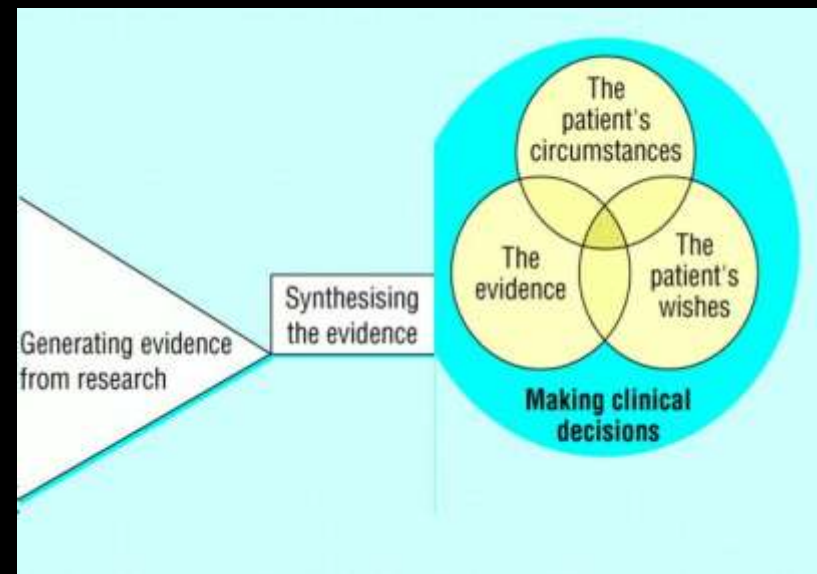 Generating evidence
from research
Synthesising
the evidence
The
patient's
circumstances
The
evidence
The
patient's
wishes
Making clinical
decisions